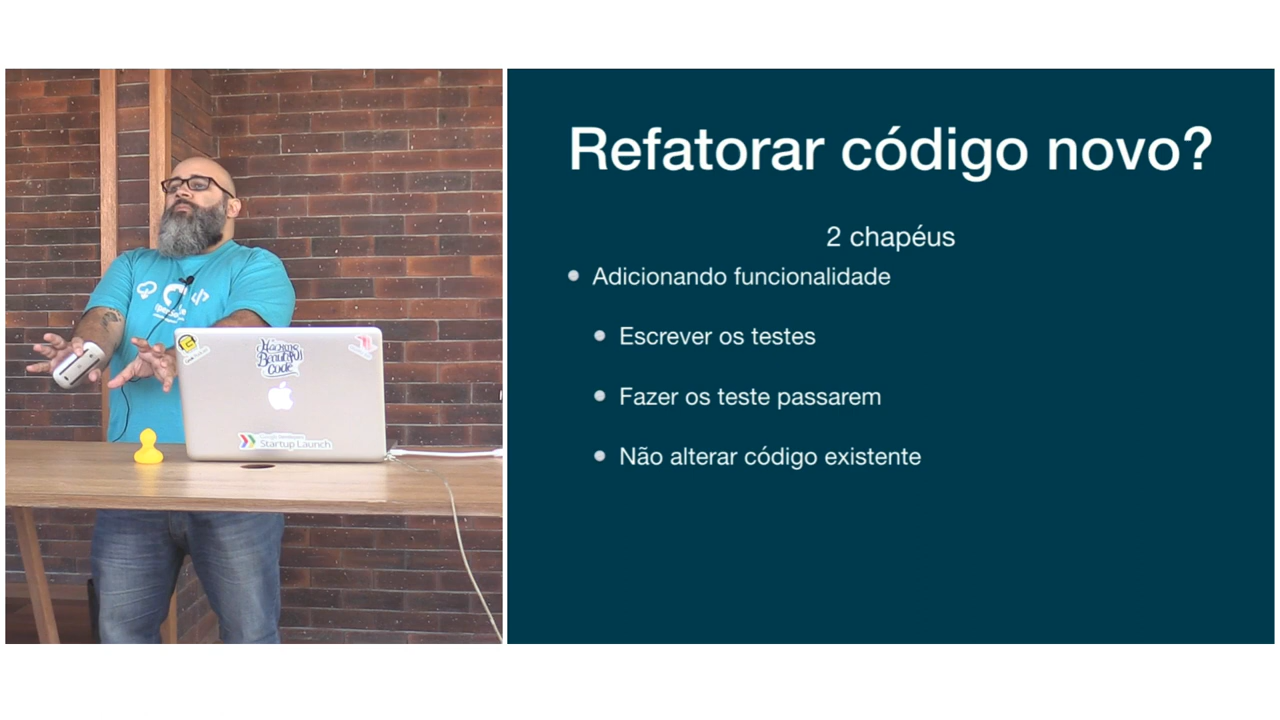 Refatorar código novo?
2 chapéus
Adicionando funcionalidade
Escrever os testes
Fazer os teste passarem
Não alterar código existente
Hacking
Beautiful
Code
Startup Launch